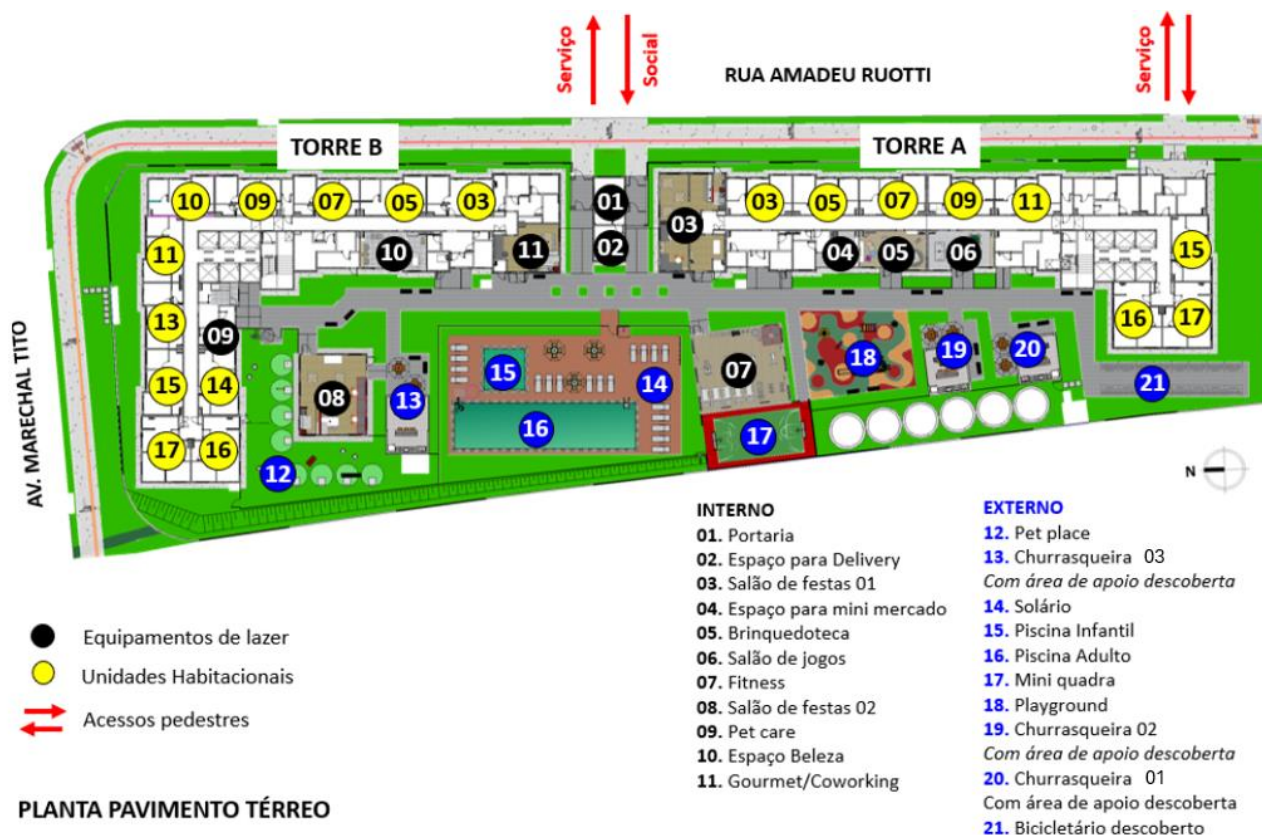 Serviço
Social
Serviço
RUA AMADEU RUOTTI
TORRE B
TORRE A
10
09
07
05
03
01
03
03
05
07
09
11
11
10
11
02
04
05
06
15
13
09
16
17
15
14
08
13
15
14
07
18
19
20
21
16
17
17
16
12
AV. MARECHAL TITO
N
INTERNO
01. Portaria
02. Espaço para Delivery
03. Salão de festas 01
04. Espaço para mini mercado
05. Brinquedoteca
06. Salão de jogos
07. Fitness
08. Salão de festas 02
09. Pet care
10. Espaço Beleza
11. Gourmet/Coworking
EXTERNO
12. Pet place
13. Churrasqueira 03
Com área de apoio descoberta
14. Solário
15. Piscina Infantil
16. Piscina Adulto
17. Mini quadra
18. Playground
19. Churrasqueira 02
Com área de apoio descoberta
20. Churrasqueira 01
Com área de apoio descoberta
21. Bicicletário descoberto
Equipamentos de lazer
Unidades Habitacionais
Acessos pedestres
PLANTA PAVIMENTO TÉRREO